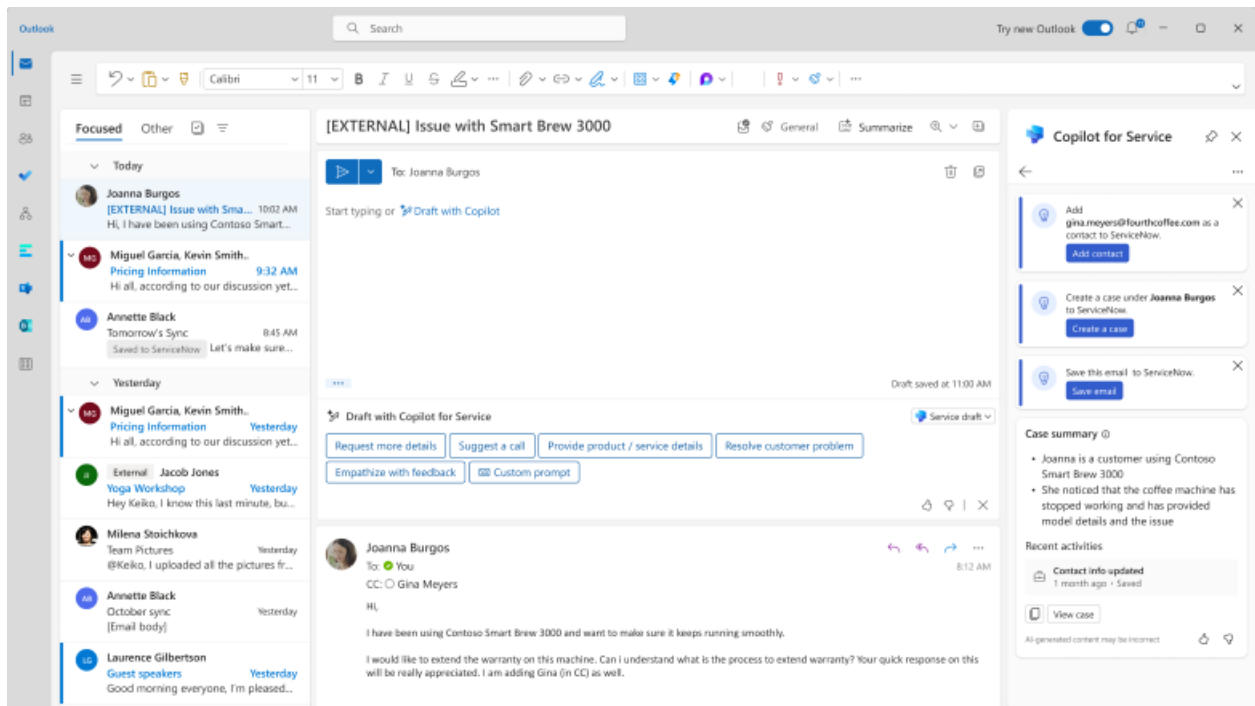 Outlook
Search
Try new Outlook
Calibri
11
B I U S
Focused Other
Today
Joanna Burgos
[EXTERNAL] Issue with Sma... 10:02 AM
Hi, I have been using Contoso Smart...
MG
Miguel Garcia, Kevin Smith..
Pricing Information 9:32 AM
Hi all, according to our discussion yet...
AB
Annette Black
Tomorrow's Sync 8:45 AM
Saved to ServiceNow Let's make sure...
Yesterday
MG
Miguel Garcia, Kevin Smith..
Pricing Information Yesterday
Hi all, according to our discussion yet...
External Jacob Jones
Yoga Workshop Yesterday
Hey Keiko, I know this last minute, bu...
Milena Stoichkova
Team Pictures Yesterday
@Keiko, I uploaded all the pictures fr...
AB
Annette Black
October sync Yesterday
[Email body]
LG
Laurence Gilbertson
Guest speakers Yesterday
Good morning everyone, I'm pleased...
[EXTERNAL] Issue with Smart Brew 3000
General
Summarize
To: Joanna Burgos
Start typing or Draft with Copilot
Draft saved at 11:00 AM
Draft with Copilot for Service
Service draft
Request more details
Suggest a call
Provide product / service details
Resolve customer problem
Empathize with feedback
Custom prompt
Joanna Burgos
To: You
8:12 AM
CC: Gina Meyers
Hi,
I have been using Contoso Smart Brew 3000 and want to make sure it keeps running smoothly.
I would like to extend the warranty on this machine. Can i understand what is the process to extend warranty? Your quick response on this
will be really appreciated. I am adding Gina (in CC) as well.
Copilot for Service
Add
gina.meyers@fourthcoffee.com as a
contact to ServiceNow.
Add contact
Create a case under Joanna Burgos
to ServiceNow.
Create a case
Save this email to ServiceNow.
Save email
Case summary
• Joanna is a customer using Contoso
Smart Brew 3000
• She noticed that the coffee machine has
stopped working and has provided
model details and the issue
Recent activities
Contact info updated
1 month ago • Saved
View case
AI-generated content may be incorrect